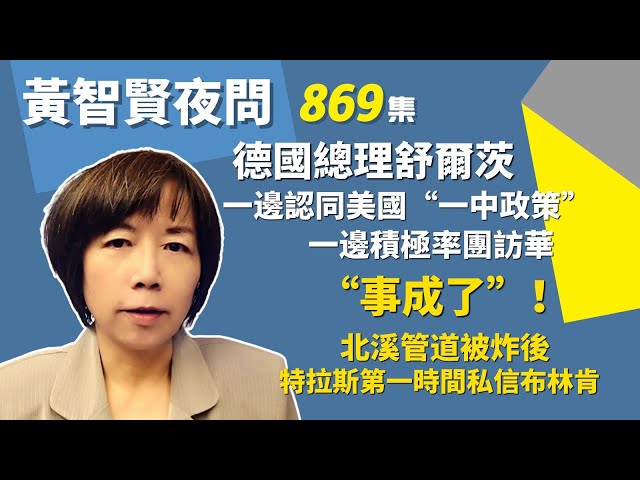 黃智賢夜問 869集
德國總理舒爾茨
一邊認同美國“一中政策”
一邊積極率團訪華
“事成了”！
北溪管道被炸後
特拉斯第一時間私信布林肯